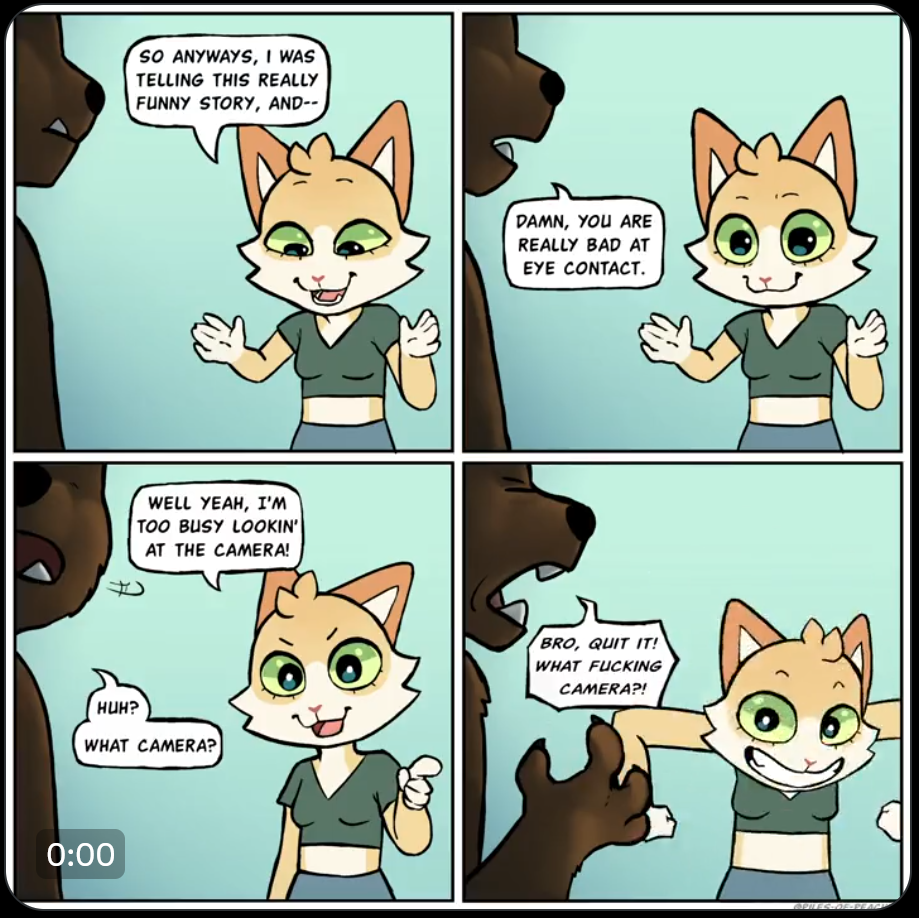 SO ANYWAYS, I WAS
TELLING THIS REALLY
FUNNY STORY, AND--
DAMN, YOU ARE
REALLY BAD AT
EYE CONTACT.
WELL YEAH, I'M
TOO BUSY LOOKIN'
AT THE CAMERA!
HUH?
WHAT CAMERA?
BRO, QUIT IT!
WHAT FUCKING
CAMERA?!
0:00